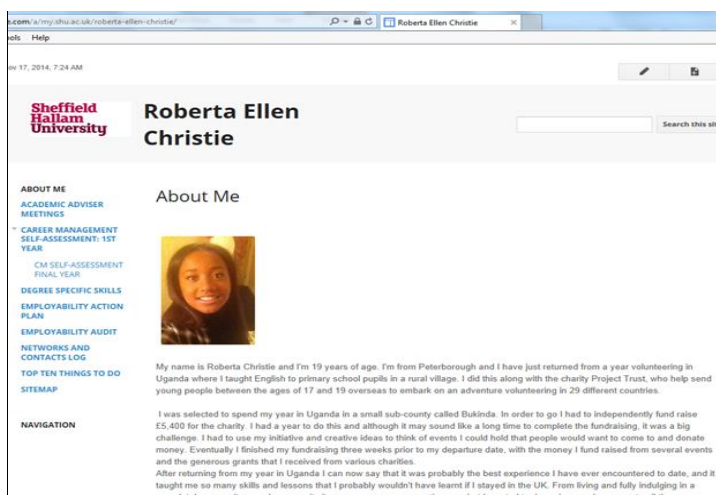 s.com/a/my.shu.ac.uk/roberta-ellen-christie/
Roberta Ellen Christie
ools Help
ov 17, 2014, 7:24 AM
Sheffield
Hallam
University
Roberta Ellen
Christie
Search this sit
ABOUT ME
ACADEMIC ADVISER
MEETINGS
CAREER MANAGEMENT
SELF-ASSESSMENT: 1ST
YEAR
CM SELF-ASSESSMENT
FINAL YEAR
DEGREE SPECIFIC SKILLS
EMPLOYABILITY ACTION
PLAN
EMPLOYABILITY AUDIT
NETWORKS AND
CONTACTS LOG
TOP TEN THINGS TO DO
SITEMAP
NAVIGATION
About Me
My name is Roberta Christie and I'm 19 years of age. I'm from Peterborough and I have just returned from a year volunteering in
Uganda where I taught English to primary school pupils in a rural village. I did this along with the charity Project Trust, who help send
young people between the ages of 17 and 19 overseas to embark on an adventure volunteering in 29 different countries.
I was selected to spend my year in Uganda in a small sub-county called Bukinda. In order to go I had to independently fund raise
£5,400 for the charity. I had a year to do this and although it may sound like a long time to complete the fundraising, it was a big
challenge. I had to use my initiative and creative ideas to think of events I could hold that people would want to come to and donate
money. Eventually I finished my fundraising three weeks prior to my departure date, with the money I fund raised from several events
and the generous grants that I received from various charities.
After returning from my year in Uganda I can now say that it was probably the best experience I have ever encountered to date, and it
taught me so many skills and lessons that I probably wouldn't have learnt if I stayed in the UK. From living and fully indulging in a